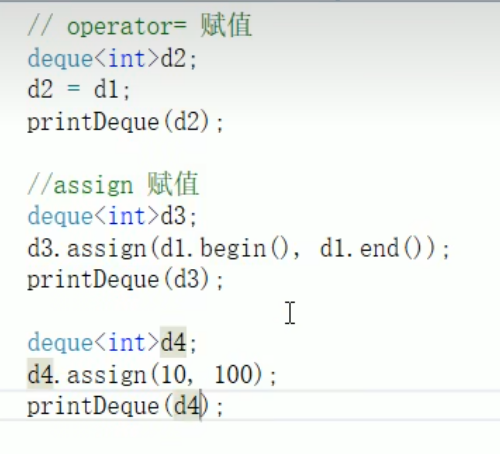 // operator= 赋值
deque<int>d2;
d2 = d1;
printDeque(d2);
//assign 赋值
deque<int>d3;
d3.assign(d1.begin(), d1.end());
printDeque(d3);
deque<int>d4;
d4.assign(10, 100);
printDeque(d4);